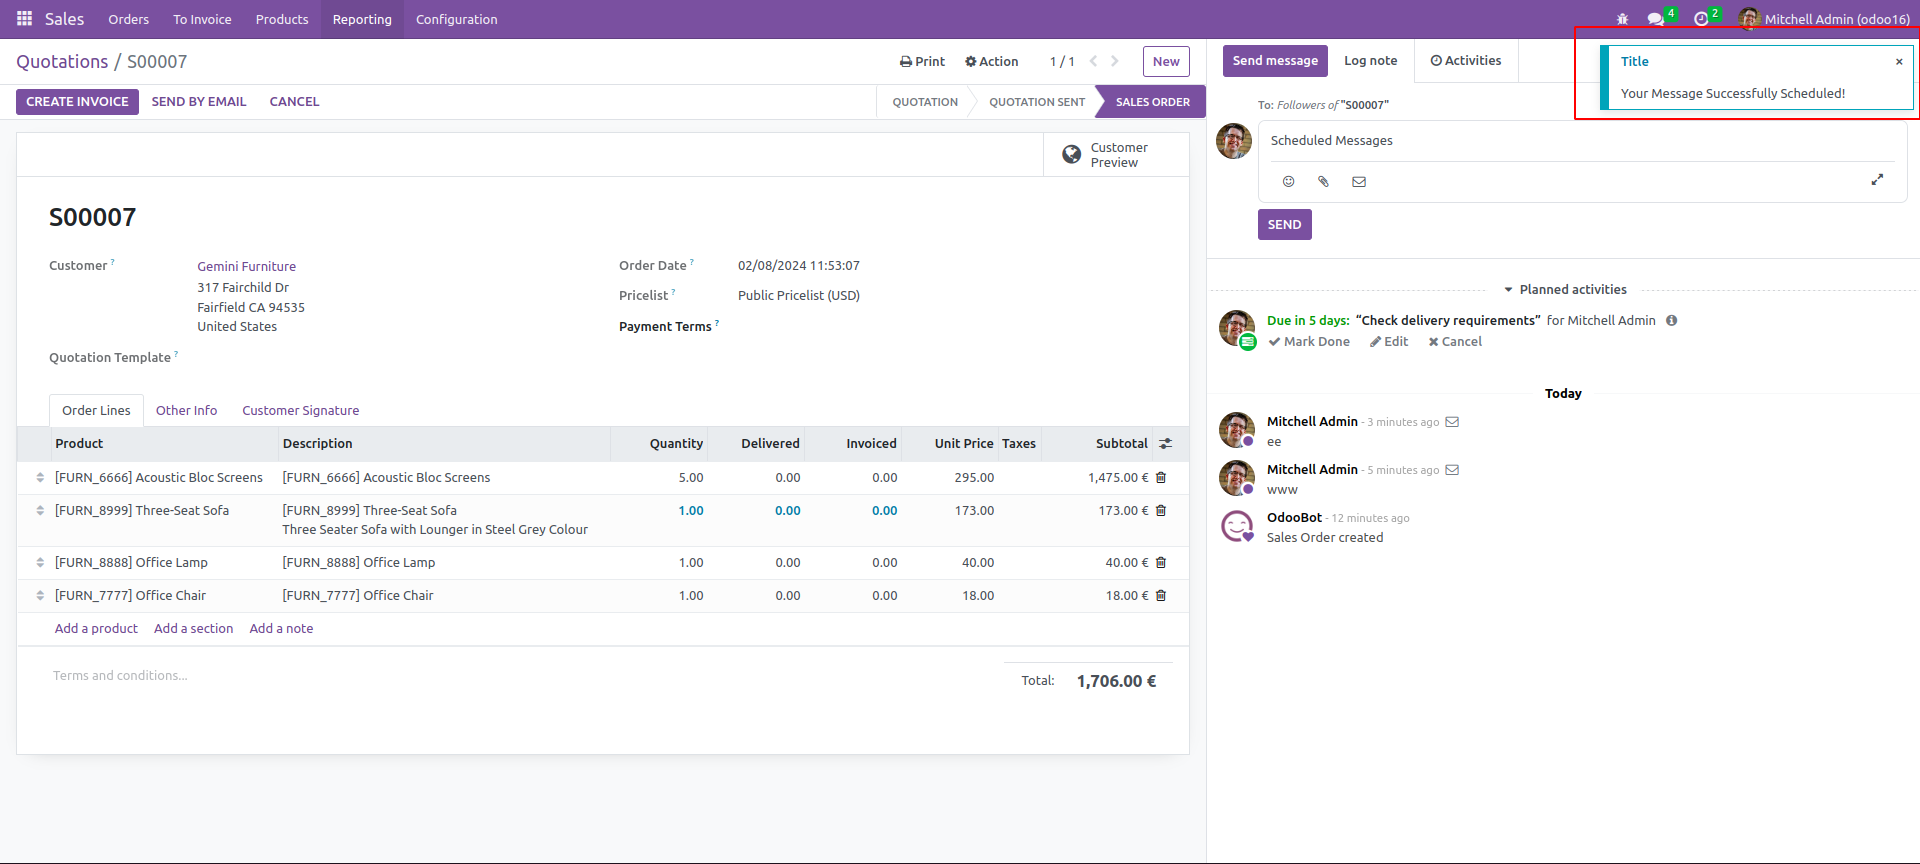 Sales Orders To Invoice Products Reporting Configuration 4 2 Mitchell Admin (odoo16)
Quotations / S00007 Print Action 1 / 1 New
CREATE INVOICE SEND BY EMAIL CANCEL QUOTATION QUOTATION SENT SALES ORDER
Customer
Preview
S00007
Customer ? Gemini Furniture
317 Fairchild Dr
Fairfield CA 94535
United States
Quotation Template ?
Order Date ? 02/08/2024 11:53:07
Pricelist ? Public Pricelist (USD)
Payment Terms ?
Order Lines Other Info Customer Signature
Product Description Quantity Delivered Invoiced Unit Price Taxes Subtotal
[FURN_6666] Acoustic Bloc Screens [FURN_6666] Acoustic Bloc Screens 5.00 0.00 0.00 295.00 1,475.00 €
[FURN_8999] Three-Seat Sofa [FURN_8999] Three-Seat Sofa 1.00 0.00 0.00 173.00 173.00 €
Three Seater Sofa with Lounger in Steel Grey Colour
[FURN_8888] Office Lamp [FURN_8888] Office Lamp 1.00 0.00 0.00 40.00 40.00 €
[FURN_7777] Office Chair [FURN_7777] Office Chair 1.00 0.00 0.00 18.00 18.00 €
Add a product Add a section Add a note
Terms and conditions...
Total: 1,706.00 €
Send message Log note Activities
Title ×
Your Message Successfully Scheduled!
To: Followers of "S00007"
Scheduled Messages
SEND
Planned activities
Due in 5 days: “Check delivery requirements” for Mitchell Admin
Mark Done Edit Cancel
Today
Mitchell Admin - 3 minutes ago
ee
Mitchell Admin - 5 minutes ago
www
OdooBot - 12 minutes ago
Sales Order created